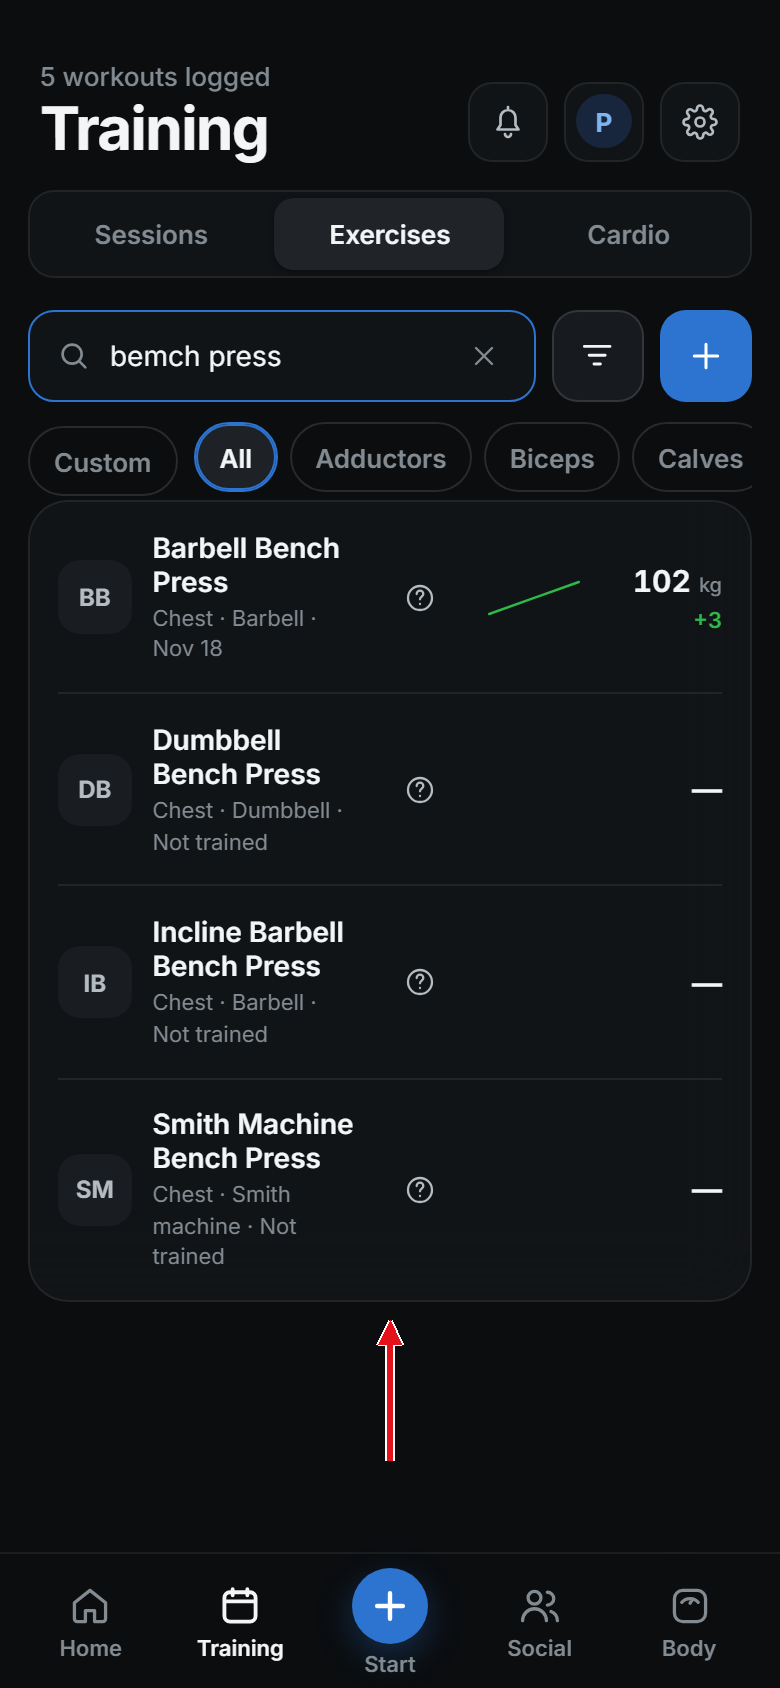 5 workouts logged
Training
P
Sessions Exercises Cardio
bemch press
Custom All Adductors Biceps Calves
BB
Barbell Bench
Press
Chest · Barbell ·
Nov 18
102 kg
+3
DB
Dumbbell
Bench Press
Chest · Dumbbell ·
Not trained
—
IB
Incline Barbell
Bench Press
Chest · Barbell ·
Not trained
—
SM
Smith Machine
Bench Press
Chest · Smith
machine · Not
trained
—
Home Training Start Social Body